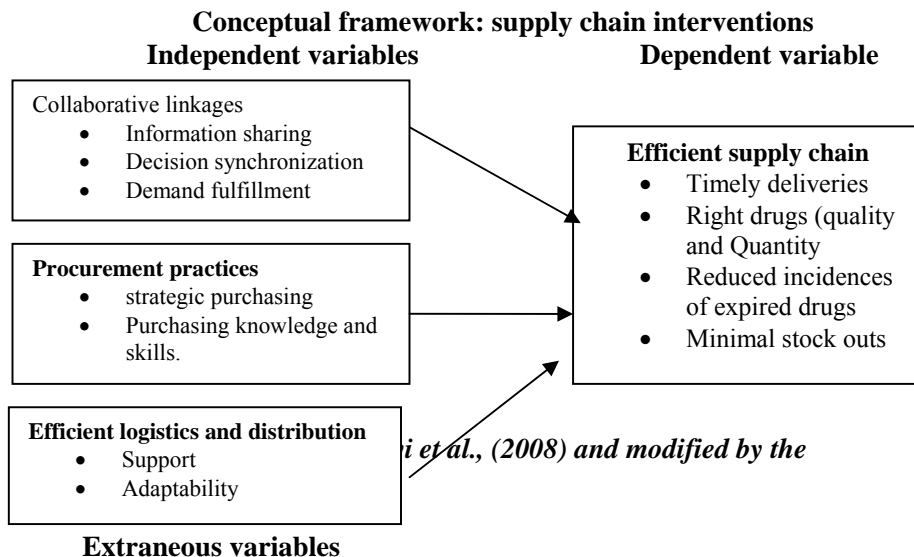 Conceptual framework: supply chain interventions
Independent variables
Dependent variable
Collaborative linkages
• Information sharing
• Decision synchronization
• Demand fulfillment
Procurement practices
• strategic purchasing
• Purchasing knowledge and
skills.
Efficient logistics and distribution
• Support
• Adaptability
Efficient supply chain
• Timely deliveries
• Right drugs (quality
and Quantity
• Reduced incidences
of expired drugs
• Minimal stock outs
et al., (2008) and modified by the
Extraneous variables